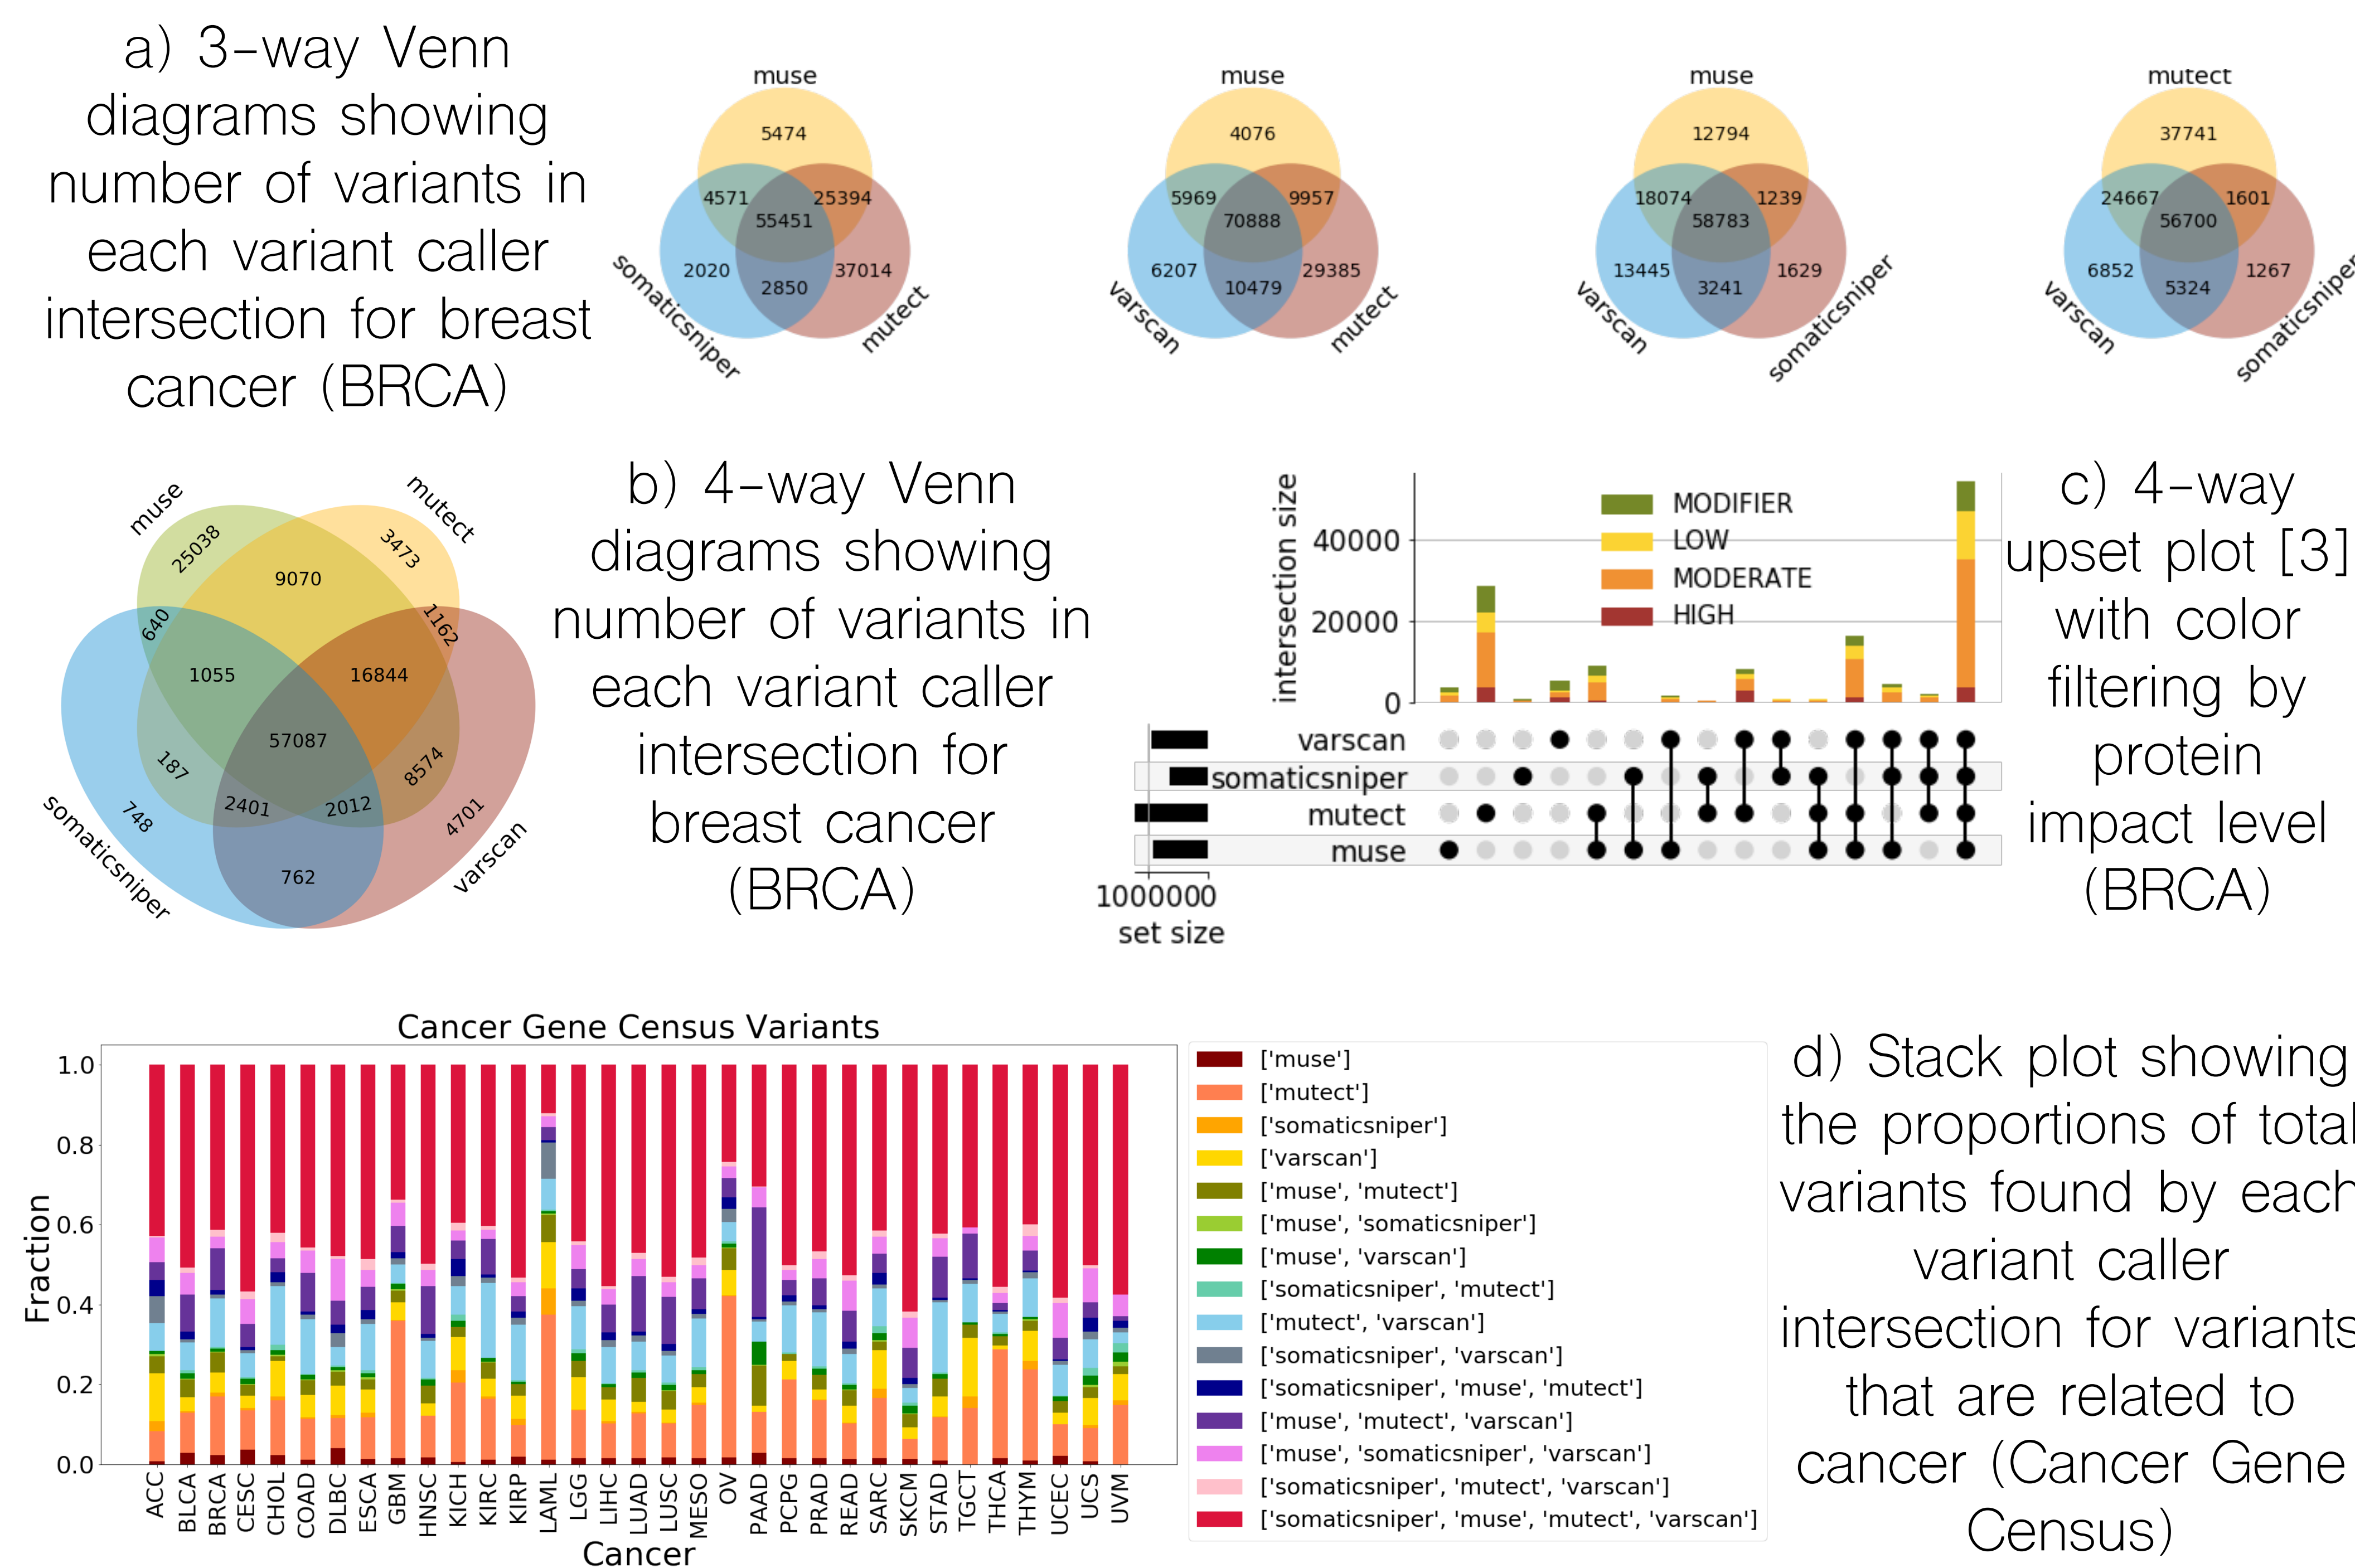 a) 3-way Venn
diagrams showing
number of variants in
each variant caller
intersection for breast
cancer (BRCA)
muse
5474
4571
25394
55451
2020
37014
2850
somaticsniper
mutect
muse
4076
5969
9957
70888
6207
29385
10479
varscan
mutect
muse
12794
18074
1239
58783
13445
1629
3241
varscan
somaticsniper
mutect
37741
24667
1601
56700
6852
1267
5324
varscan
somaticsniper
muse
mutect
25038
3473
9070
640
1162
1055
16844
57087
187
8574
2401
2012
748
4701
762
somaticsniper
varscan
b) 4-way Venn
diagrams showing
number of variants in
each variant caller
intersection for
breast cancer
(BRCA)
intersection size
40000
20000
0
MODIFIER
LOW
MODERATE
HIGH
varscan
somaticsniper
mutect
muse
1000000
set size
c) 4-way
upset plot [3]
with color
filtering by
protein
impact level
(BRCA)
Cancer Gene Census Variants
Fraction
1.0
0.8
0.6
0.4
0.2
0.0
ACC
BLCA
BRCA
CESC
CHOL
COAD
DLBC
ESCA
GBM
HNSC
KICH
KIRC
KIRP
LAML
LGG
LIHC
LUAD
LUSC
MESO
OV
PAAD
PCPG
PRAD
READ
SARC
SKCM
STAD
TGCT
THCA
THYM
UCEC
UCS
UVM
Cancer
['muse']
['mutect']
['somaticsniper']
['varscan']
['muse', 'mutect']
['muse', 'somaticsniper']
['muse', 'varscan']
['somaticsniper', 'mutect']
['mutect', 'varscan']
['somaticsniper', 'varscan']
['somaticsniper', 'muse', 'mutect']
['muse', 'mutect', 'varscan']
['muse', 'somaticsniper', 'varscan']
['somaticsniper', 'mutect', 'varscan']
['somaticsniper', 'muse', 'mutect', 'varscan']
d) Stack plot showing
the proportions of total
variants found by each
variant caller
intersection for variants
that are related to
cancer (Cancer Gene
Census)